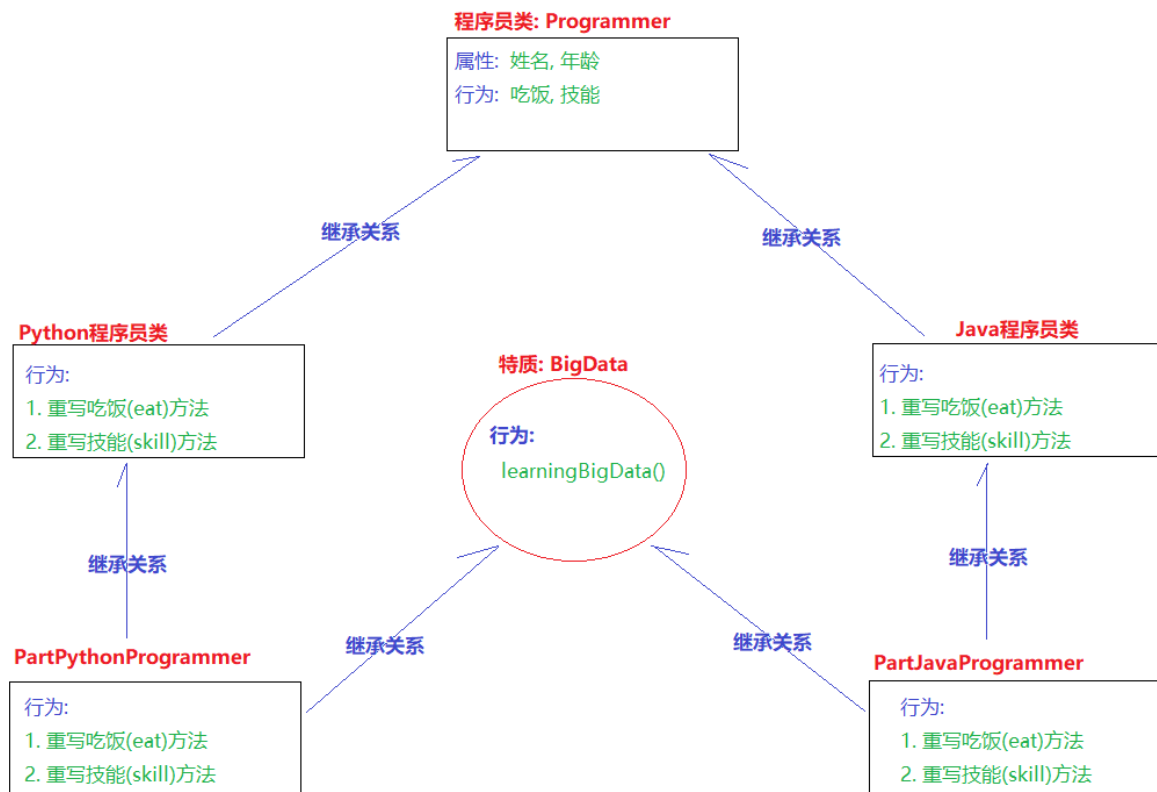 程序员类: Programmer
属性: 姓名, 年龄
行为: 吃饭, 技能
继承关系
继承关系
Python程序员类
行为:
1. 重写吃饭(eat)方法
2. 重写技能(skill)方法
特质: BigData
行为:
learningBigData()
Java程序员类
行为:
1. 重写吃饭(eat)方法
2. 重写技能(skill)方法
继承关系
继承关系
继承关系
继承关系
PartPythonProgrammer
行为:
1. 重写吃饭(eat)方法
2. 重写技能(skill)方法
PartJavaProgrammer
行为:
1. 重写吃饭(eat)方法
2. 重写技能(skill)方法